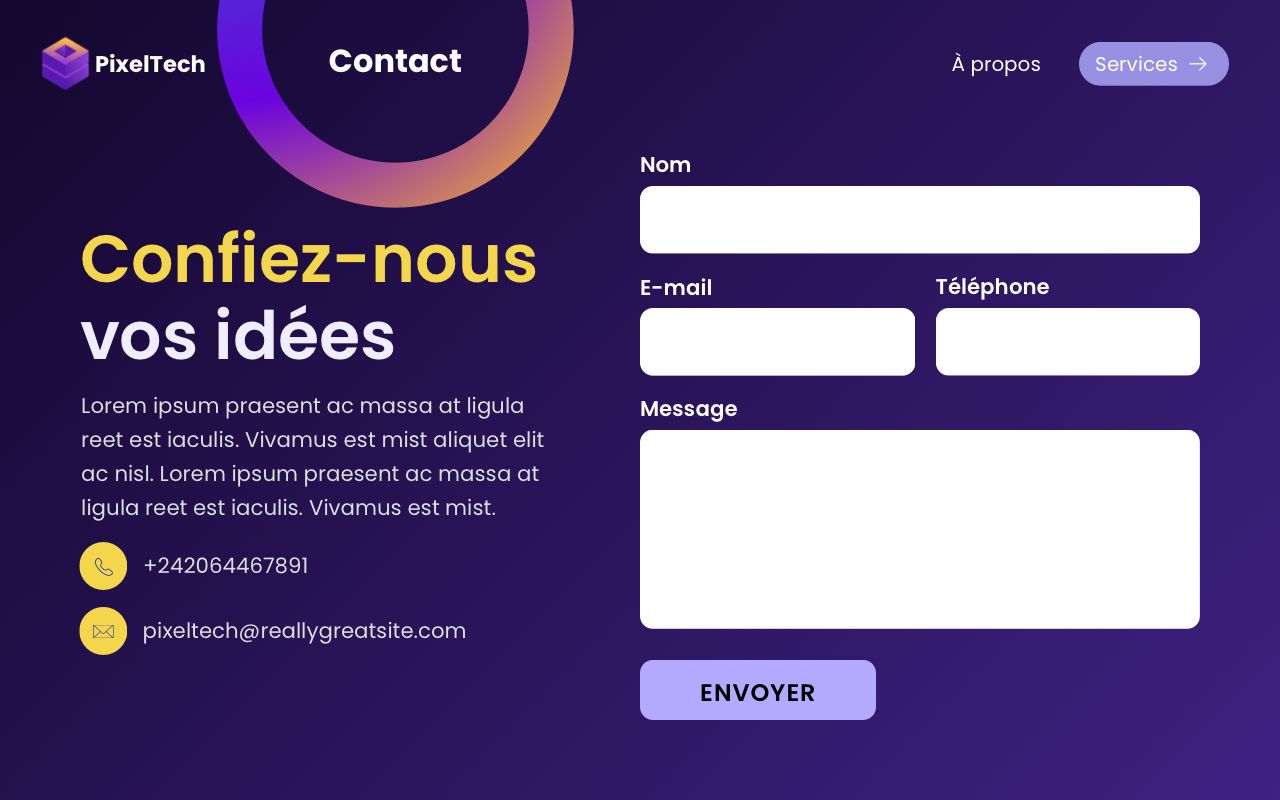 PixelTech
Contact
À propos
Services
Confiez-nous
vos idées
Lorem ipsum praesent ac massa at ligula
reet est iaculis. Vivamus est mist aliquet elit
ac nisl. Lorem ipsum praesent ac massa at
ligula reet est iaculis. Vivamus est mist.
+242064467891
pixeltech@reallygreatsite.com
Nom
E-mail
Téléphone
Message
ENVOYER